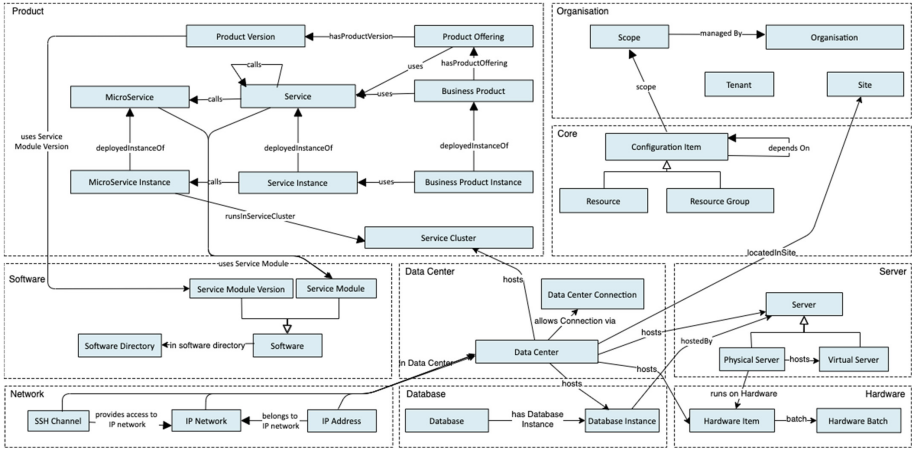 Product
Product Version
hasProductVersion
Product Offering
calls
uses
hasProductOffering
MicroService
calls
Service
uses
Business Product
uses Service
Module Version
deployedInstanceOf
deployedInstanceOf
deployedInstanceOf
MicroService Instance
calls
Service Instance
uses
Business Product Instance
runsInServiceCluster
Service Cluster
Organisation
Scope
managed By
Organisation
scope
Tenant
Site
Core
Configuration Item
depends On
Resource
Resource Group
locatedInSite
uses Service Module
Software
Service Module Version
Service Module
Software Directory
in software directory
Software
Data Center
hosts
Data Center Connection
allows Connection via
Data Center
in Data Center
hosts
hostedBy
hosts
hosts
Server
Server
Physical Server
hosts
Virtual Server
runs on Hardware
Network
SSH Channel
provides access to
IP network
IP Network
belongs to
IP network
IP Address
Database
Database
has Database
Instance
Database Instance
Hardware
Hardware Item
batch
Hardware Batch